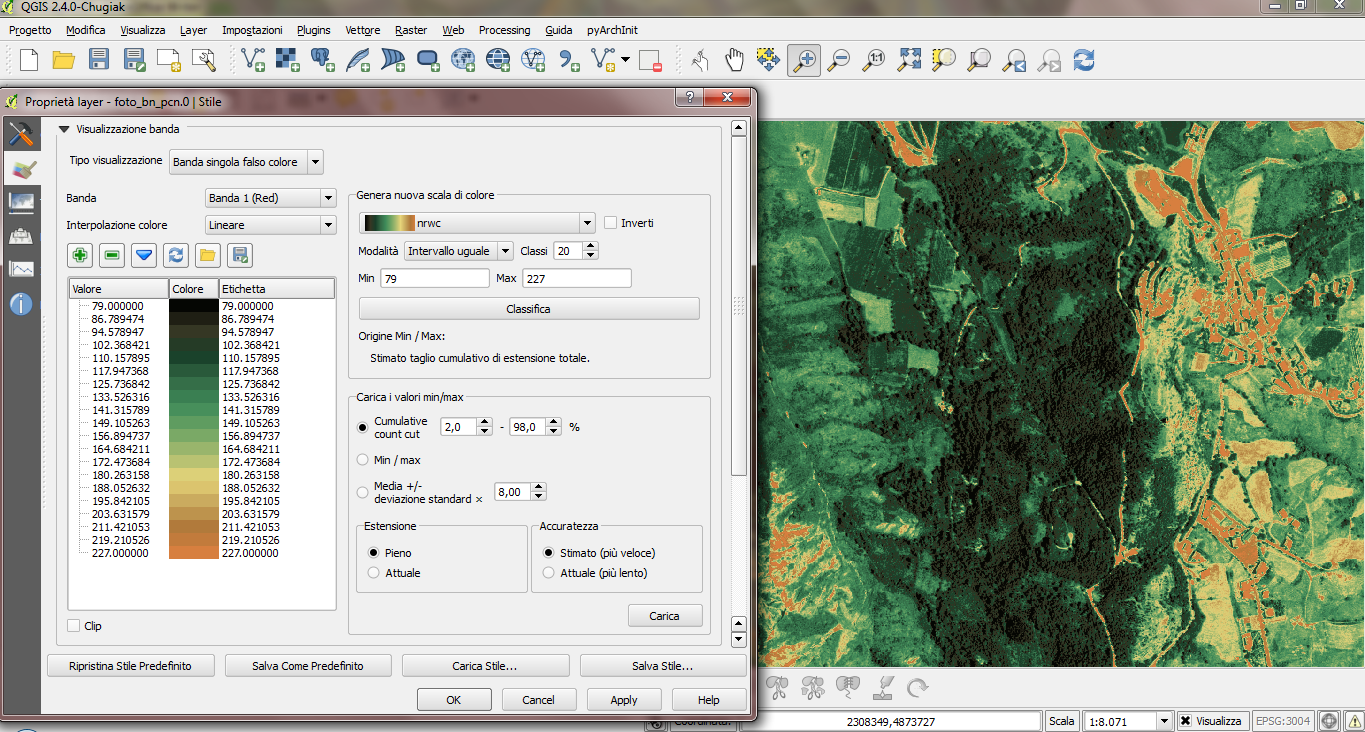 QGIS 2.4.0-Chugiak
Progetto Modifica Visualizza Layer Impostazioni Plugins Vettore Raster Web Processing Guida pyArchInit
Proprietà layer - foto_bn_pcn.0 | Stile
Visualizzazione banda
Tipo visualizzazione Banda singola falso colore
Banda Banda 1 (Red)
Interpolazione colore Lineare
Valore Colore Etichetta
79.000000 79.000000
86.789474 86.789474
94.578947 94.578947
102.368421 102.368421
110.157895 110.157895
117.947368 117.947368
125.736842 125.736842
133.526316 133.526316
141.315789 141.315789
149.105263 149.105263
156.894737 156.894737
164.684211 164.684211
172.473684 172.473684
180.263158 180.263158
188.052632 188.052632
195.842105 195.842105
203.631579 203.631579
211.421053 211.421053
219.210526 219.210526
227.000000 227.000000
Clip
Genera nuova scala di colore
nrwc Inverti
Modalità Intervallo uguale Classi 20
Min 79 Max 227
Classifica
Origine Min / Max:
Stimato taglio cumulativo di estensione totale.
Carica i valori min/max
Cumulative
count cut 2,0 - 98,0 %
Min / max
Media +/-
deviazione standard × 8,00
Estensione
Pieno
Attuale
Accuratezza
Stimato (più veloce)
Attuale (più lento)
Carica
Ripristina Stile Predefinito Salva Come Predefinito Carica Stile... Salva Stile...
OK Cancel Apply Help
Coordinata: 2308349,4873727 Scala 1:8.071 Visualizza EPSG:3004